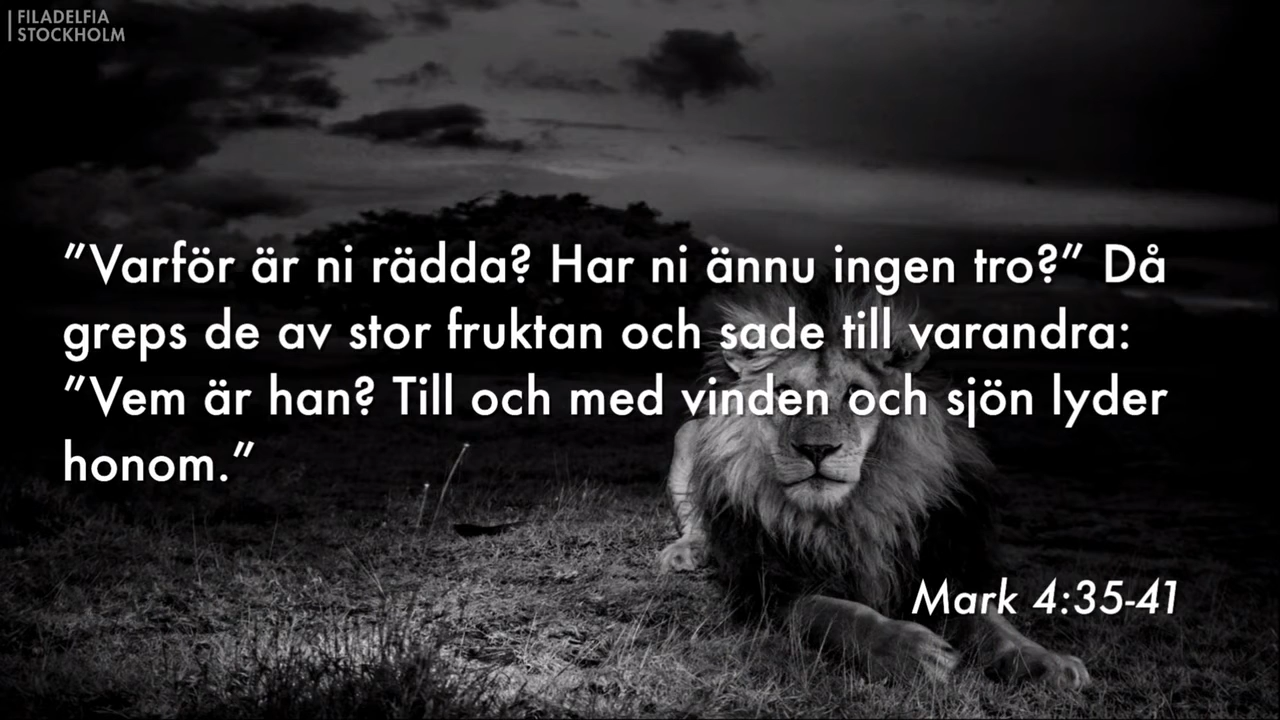 FILADELFIA
STOCKHOLM
”Varför är ni rädda? Har ni ännu ingen tro?” Då
greps de av stor fruktan och sade till varandra:
”Vem är han? Till och med vinden och sjön lyder
honom.”
Mark 4:35-41